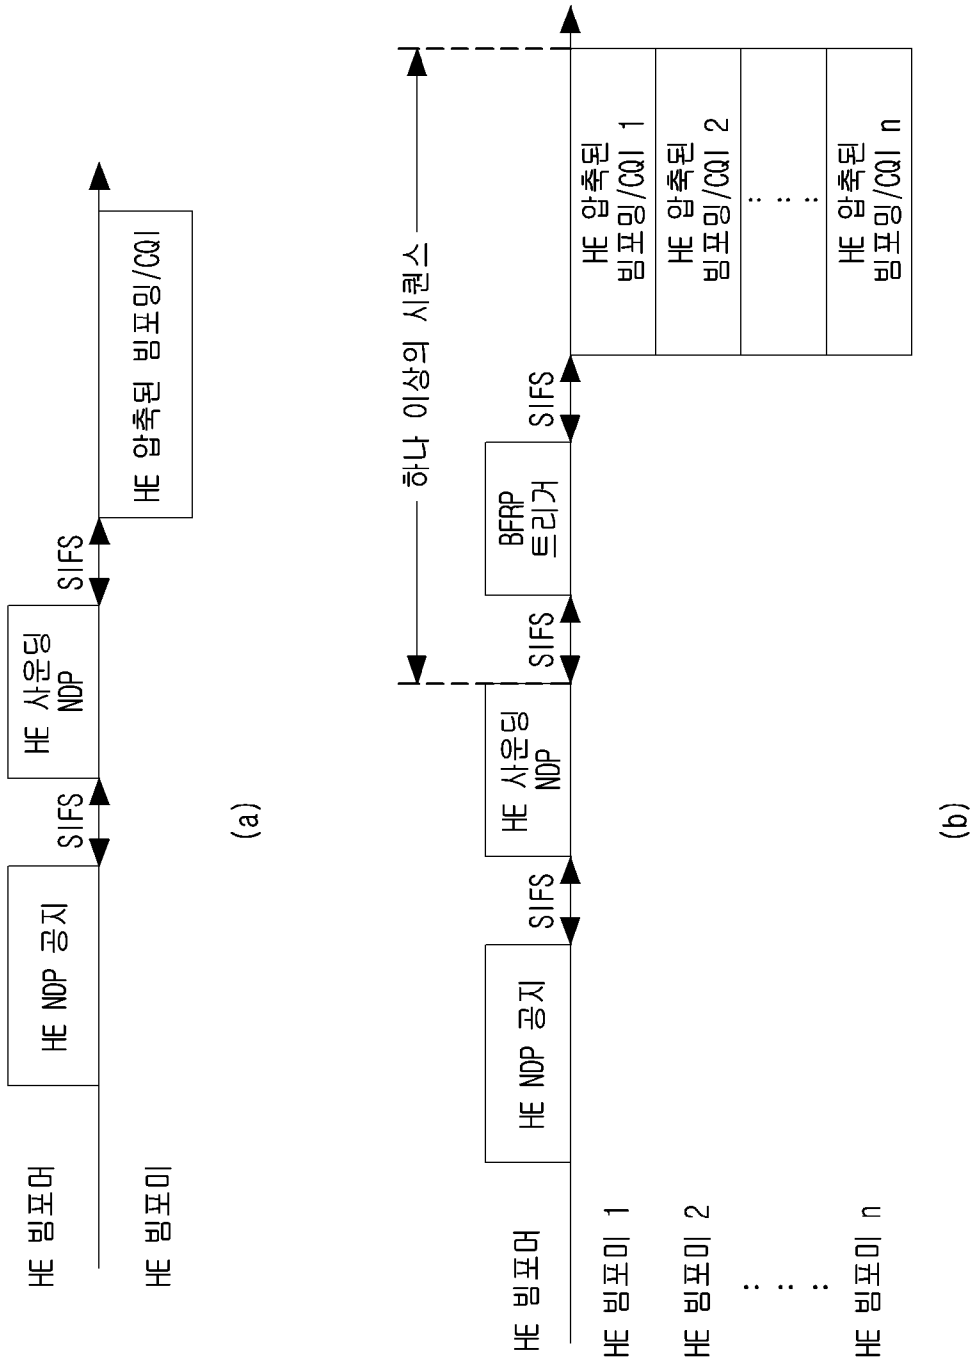 HE NDP 공지
SIFS
HE 사운딩
NDP
SIFS
HE 압축된 빔포밍/CQI
HE 빔포머
HE 빔포미
(a)
하나 이상의 시퀀스
HE NDP 공지
SIFS
HE 사운딩
NDP
SIFS
BFRP
트리거
SIFS
HE 압축된
빔포밍/CQI 1
HE 압축된
빔포밍/CQI 2
HE 압축된
빔포밍/CQI n
HE 빔포머
HE 빔포미 1
HE 빔포미 2
HE 빔포미 n
(b)